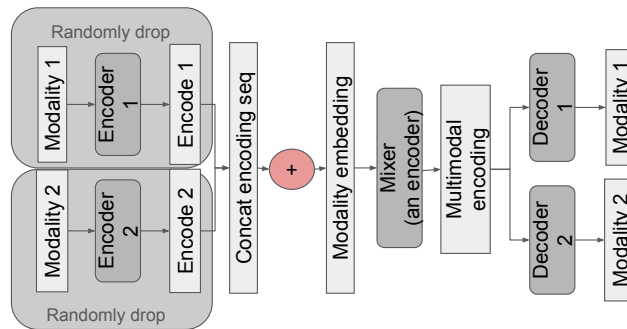 Randomly drop
Modality 1
Encoder
1
Encode 1
Modality 2
Encoder
2
Encode 2
Randomly drop
Concat encoding seq
+
Modality embedding
Mixer
(an encoder)
Multimodal
encoding
Decoder
1
Modality 1
Decoder
2
Modality 2